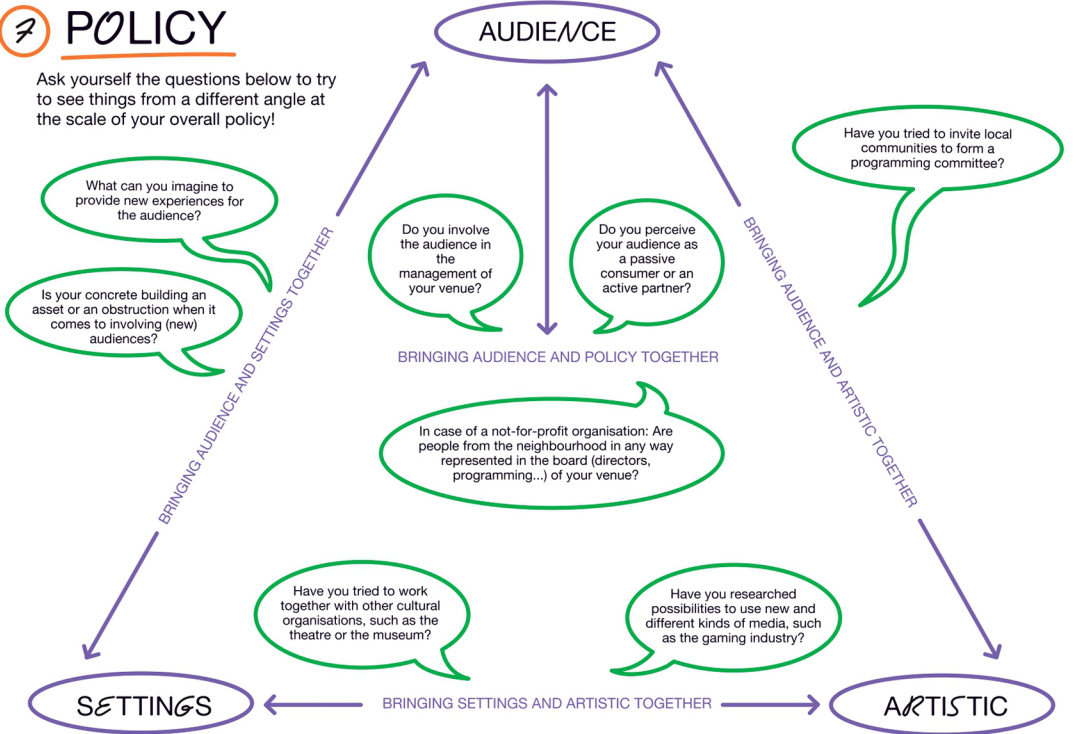 7 POLICY
Ask yourself the questions below to try
to see things from a different angle at
the scale of your overall policy!
AUDIENCE
Have you tried to invite local
communities to form a
programming committee?
What can you imagine to
provide new experiences for
the audience?
Is your concrete building an
asset or an obstruction when it
comes to involving (new)
audiences?
BRINGING AUDIENCE AND SETTINGS TOGETHER
Do you involve
the audience in
the
management of
your venue?
Do you perceive
your audience as
a passive
consumer or an
active partner?
BRINGING AUDIENCE AND POLICY TOGETHER
BRINGING AUDIENCE AND ARTISTIC TOGETHER
In case of a not-for-profit organisation: Are
people from the neighbourhood in any way
represented in the board (directors,
programming...) of your venue?
Have you tried to work
together with other cultural
organisations, such as the
theatre or the museum?
Have you researched
possibilities to use new and
different kinds of media, such
as the gaming industry?
SETTINGS
BRINGING SETTINGS AND ARTISTIC TOGETHER
ARTISTIC